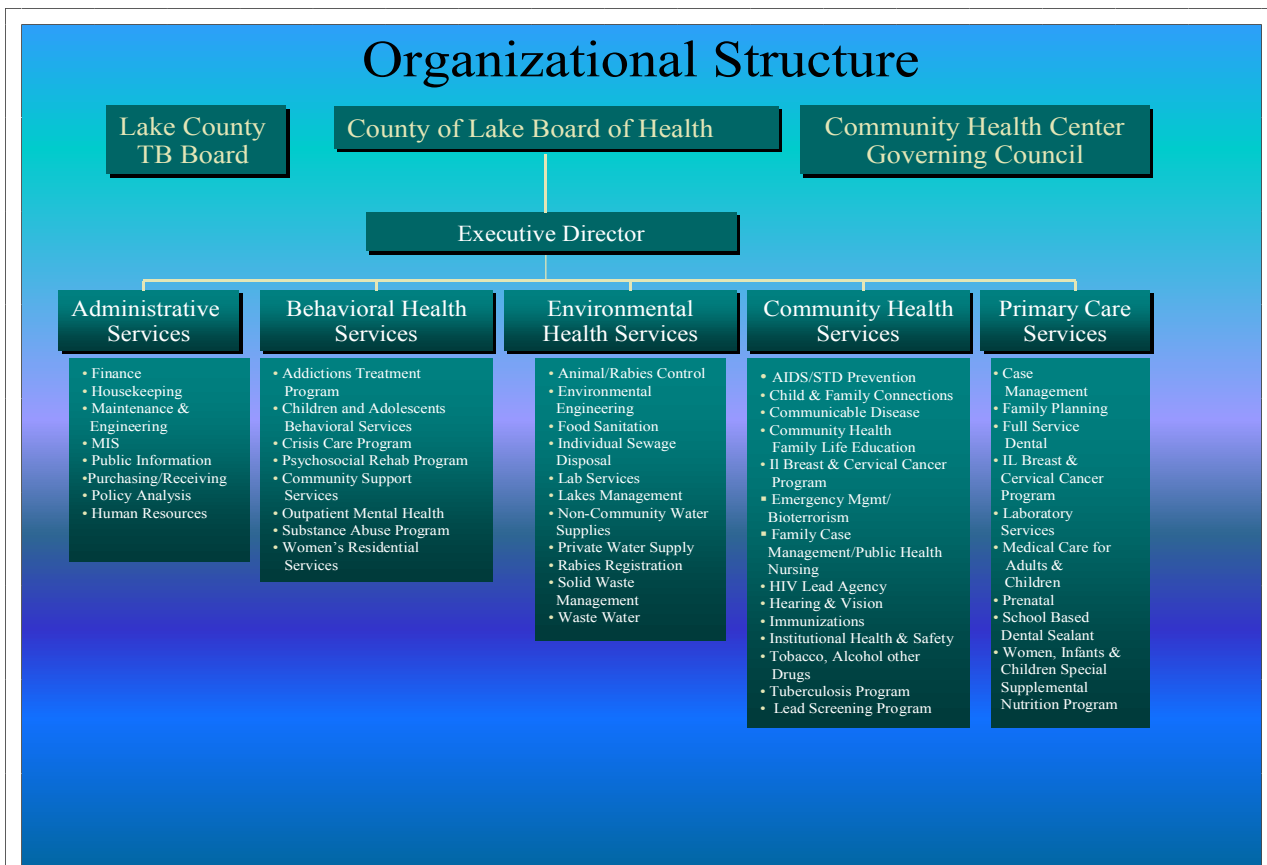 Organizational Structure
Lake County
TB Board
County of Lake Board of Health
Community Health Center
Governing Council
Executive Director
Administrative
Services
• Finance
• Housekeeping
• Maintenance &
Engineering
• MIS
• Public Information
•Purchasing/Receiving
• Policy Analysis
• Human Resources
Behavioral Health
Services
• Addictions Treatment
Program
• Children and Adolescents
Behavioral Services
• Crisis Care Program
• Psychosocial Rehab Program
• Community Support
Services
• Outpatient Mental Health
• Substance Abuse Program
• Women’s Residential
Services
Environmental
Health Services
• Animal/Rabies Control
• Environmental
Engineering
• Food Sanitation
• Individual Sewage
Disposal
• Lab Services
• Lakes Management
• Non-Community Water
Supplies
• Private Water Supply
• Rabies Registration
• Solid Waste
Management
• Waste Water
Community Health
Services
• AIDS/STD Prevention
• Child & Family Connections
• Communicable Disease
• Community Health
Family Life Education
• Il Breast & Cervical Cancer
Program
▪ Emergency Mgmt/
Bioterrorism
▪ Family Case
Management/Public Health
Nursing
• HIV Lead Agency
• Hearing & Vision
• Immunizations
• Institutional Health & Safety
• Tobacco, Alcohol other
Drugs
• Tuberculosis Program
• Lead Screening Program
Primary Care
Services
• Case
Management
• Family Planning
• Full Service
Dental
• IL Breast &
Cervical Cancer
Program
• Laboratory
Services
• Medical Care for
Adults &
Children
• Prenatal
• School Based
Dental Sealant
• Women, Infants &
Children Special
Supplemental
Nutrition Program